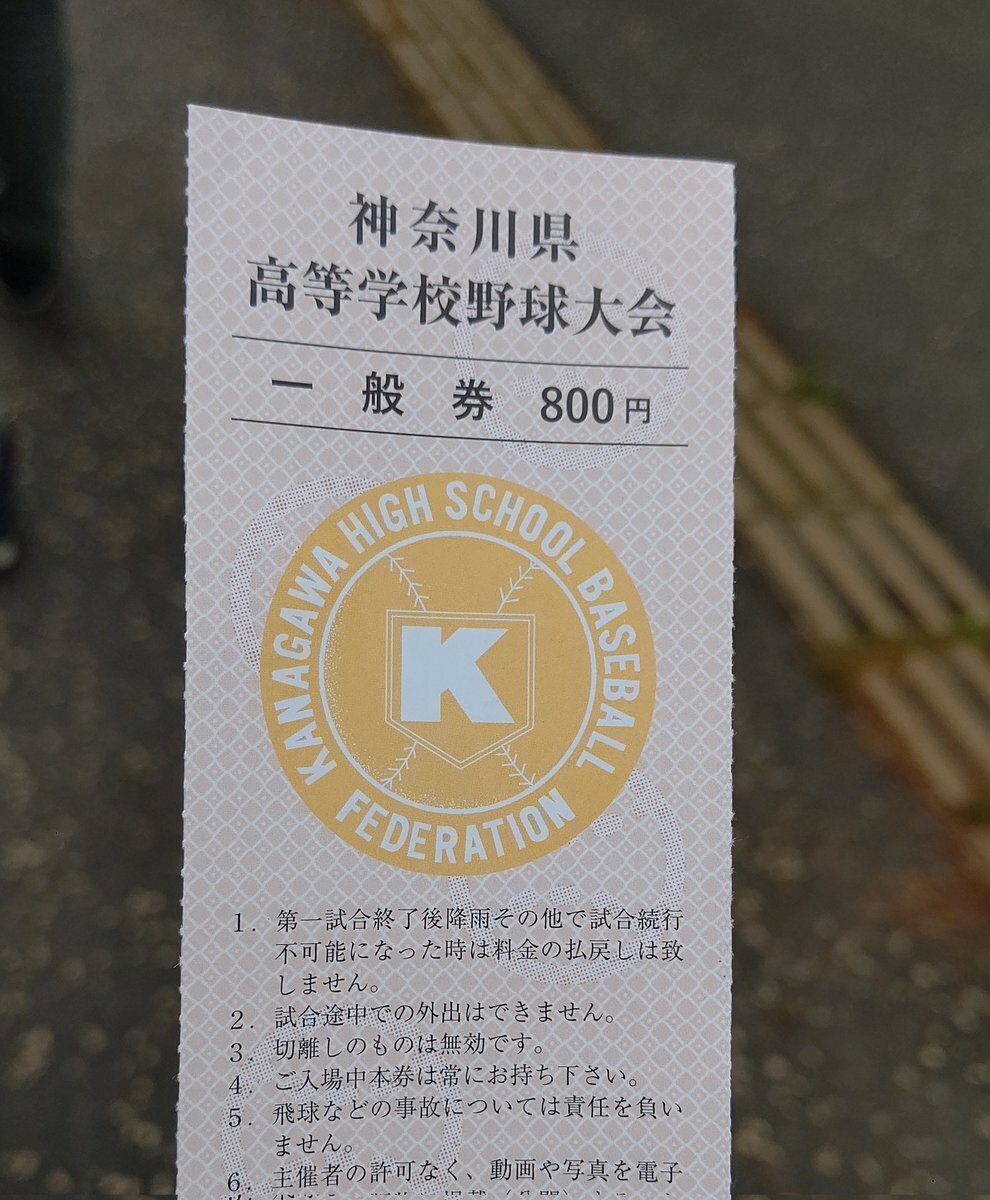 神奈川県
高等学校野球大会
一般券 800円
KANAGAWA HIGH SCHOOL BASEBALL FEDERATION
K
1. 第一試合終了後降雨その他で試合続行
不可能になった時は料金の払戻しは致
しません。
2. 試合途中での外出はできません。
3. 切離しのものは無効です。
4. ご入場中本券は常にお持ち下さい。
5. 飛球などの事故については責任を負い
ません。
6. 主催者の許可なく、動画や写真を電子